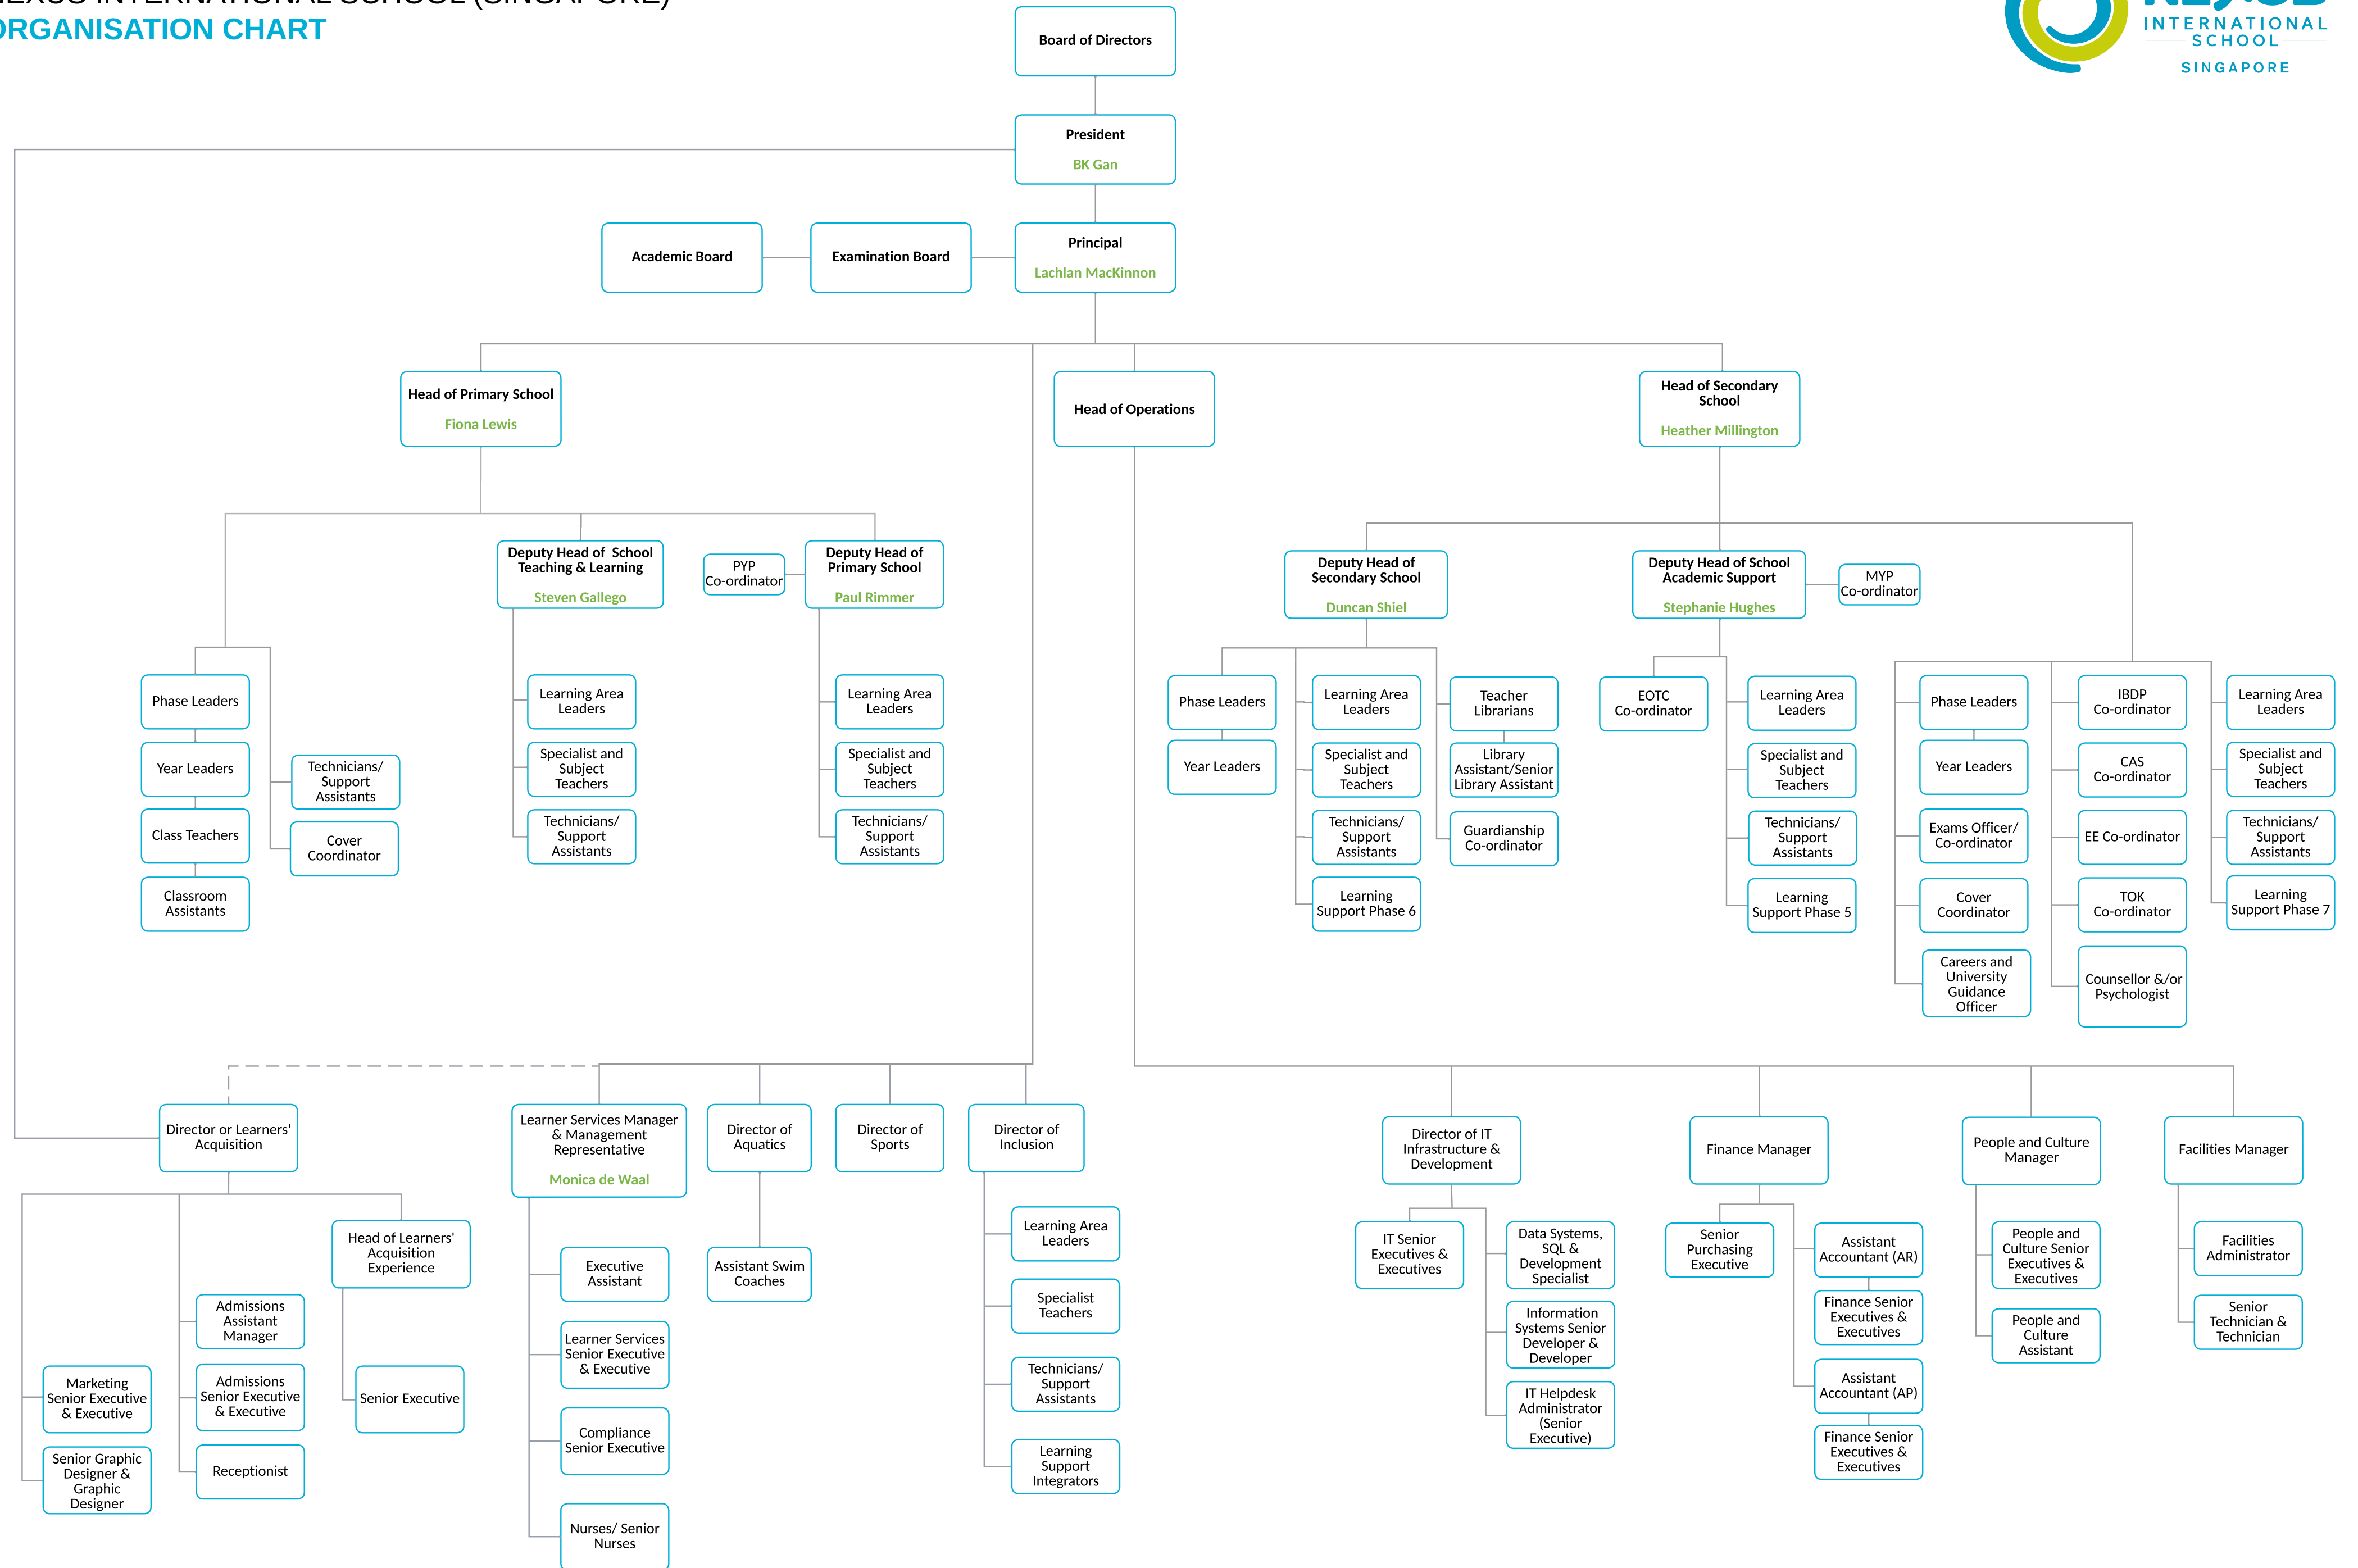 NEXUS INTERNATIONAL SCHOOL (SINGAPORE)
ORGANISATION CHART
NEXUS
INTERNATIONAL
SCHOOL
SINGAPORE
Board of Directors
President
BK Gan
Academic Board
Examination Board
Principal
Lachlan MacKinnon
Head of Primary School
Fiona Lewis
Head of Operations
Head of Secondary
School
Heather Millington
Deputy Head of School
Teaching & Learning
Steven Gallego
PYP
Co-ordinator
Deputy Head of
Primary School
Paul Rimmer
Deputy Head of
Secondary School
Duncan Shiel
Deputy Head of School
Academic Support
Stephanie Hughes
MYP
Co-ordinator
Phase Leaders
Year Leaders
Class Teachers
Classroom
Assistants
Technicians/
Support
Assistants
Cover
Coordinator
Learning Area
Leaders
Specialist and
Subject
Teachers
Technicians/
Support
Assistants
Learning Area
Leaders
Specialist and
Subject
Teachers
Technicians/
Support
Assistants
Phase Leaders
Year Leaders
Learning Area
Leaders
Specialist and
Subject
Teachers
Technicians/
Support
Assistants
Learning
Support Phase 6
Teacher
Librarians
Library
Assistant/Senior
Library Assistant
Guardianship
Co-ordinator
EOTC
Co-ordinator
Learning Area
Leaders
Specialist and
Subject
Teachers
Technicians/
Support
Assistants
Learning
Support Phase 5
Phase Leaders
Year Leaders
Exams Officer/
Co-ordinator
Cover
Coordinator
Careers and
University
Guidance
Officer
IBDP
Co-ordinator
CAS
Co-ordinator
EE Co-ordinator
TOK
Co-ordinator
Counsellor &/or
Psychologist
Learning Area
Leaders
Specialist and
Subject
Teachers
Technicians/
Support
Assistants
Learning
Support Phase 7
Director or Learners'
Acquisition
Learner Services Manager
& Management
Representative
Monica de Waal
Director of
Aquatics
Director of
Sports
Director of
Inclusion
Director of IT
Infrastructure &
Development
Finance Manager
People and Culture
Manager
Facilities Manager
Marketing
Senior Executive
& Executive
Senior Graphic
Designer &
Graphic
Designer
Admissions
Assistant
Manager
Admissions
Senior Executive
& Executive
Receptionist
Head of Learners'
Acquisition
Experience
Senior Executive
Executive
Assistant
Learner Services
Senior Executive
& Executive
Compliance
Senior Executive
Nurses/ Senior
Nurses
Assistant Swim
Coaches
Learning Area
Leaders
Specialist
Teachers
Technicians/
Support
Assistants
Learning
Support
Integrators
IT Senior
Executives &
Executives
Data Systems,
SQL &
Development
Specialist
Information
Systems Senior
Developer &
Developer
IT Helpdesk
Administrator
(Senior
Executive)
Senior
Purchasing
Executive
Assistant
Accountant (AR)
Finance Senior
Executives &
Executives
Assistant
Accountant (AP)
Finance Senior
Executives &
Executives
People and
Culture Senior
Executives &
Executives
People and
Culture
Assistant
Facilities
Administrator
Senior
Technician &
Technician